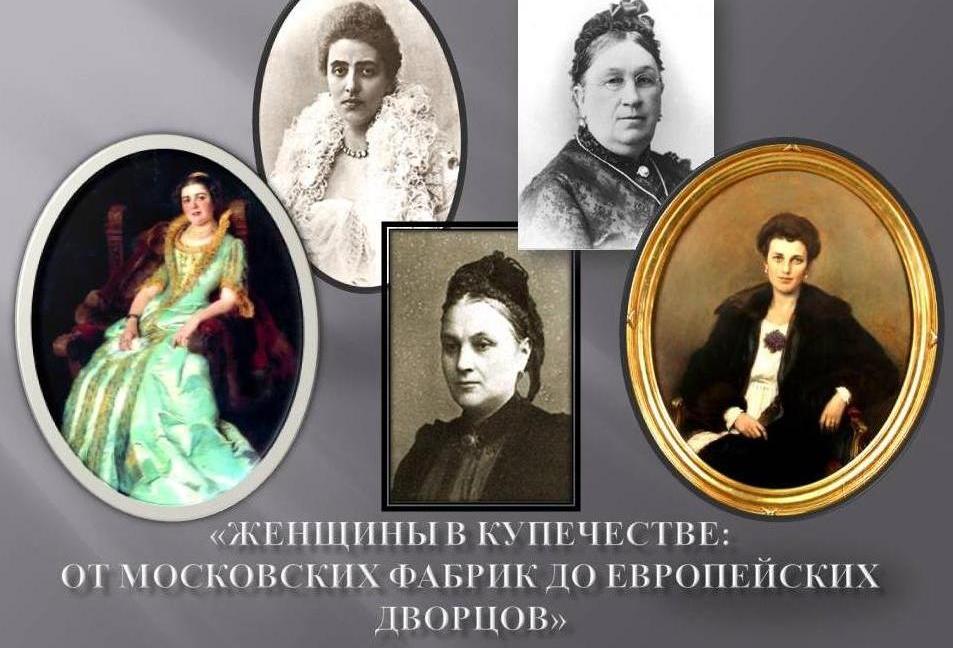 «ЖЕНЩИНЫ В КУПЕЧЕСТВЕ:
ОТ МОСКОВСКИХ ФАБРИК ДО ЕВРОПЕЙСКИХ
ДВОРЦОВ»